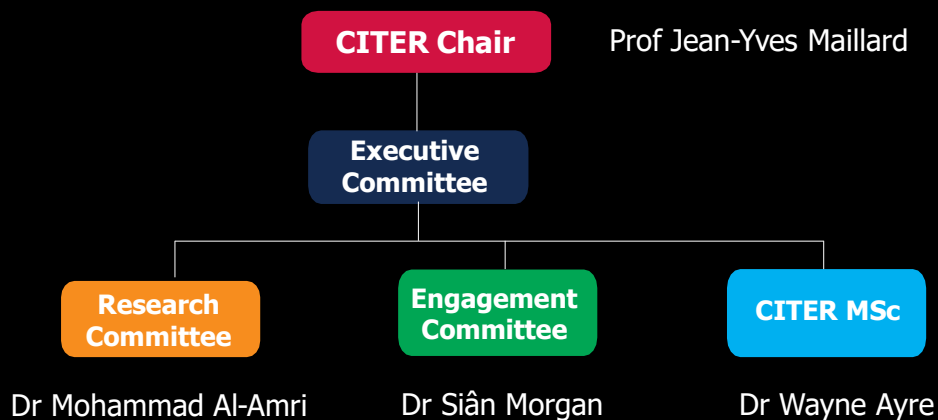 CITER Chair
Prof Jean-Yves Maillard
Executive
Committee
Research
Committee
Engagement
Committee
CITER MSc
Dr Mohammad Al-Amri
Dr Siân Morgan
Dr Wayne Ayre